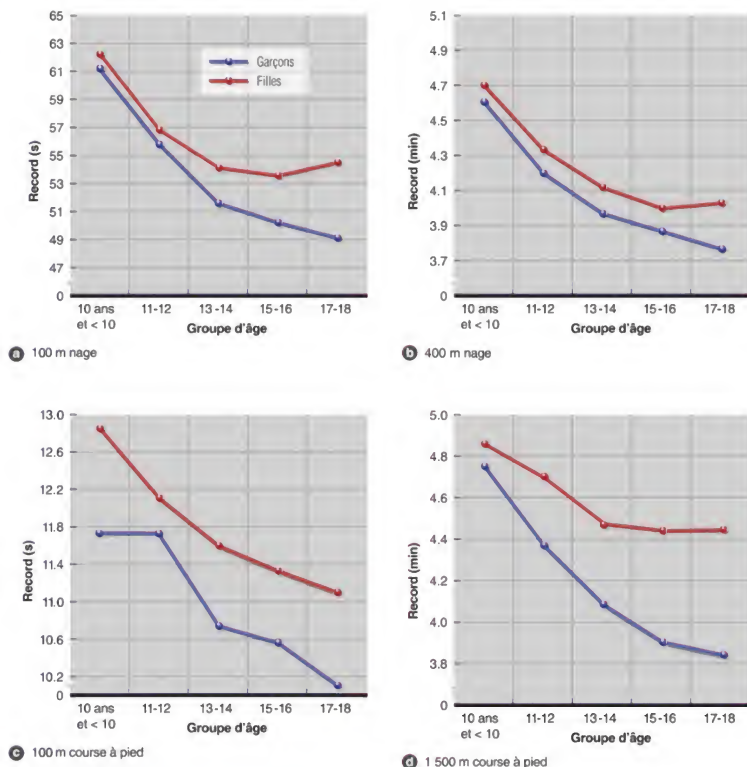 65
63
61
59
57
55
53
51
49
47
0
Record (s)
Garçons
Filles
10 ans
et < 10
11-12
13-14
15-16
17-18
Groupe d'âge
a 100 m nage
5.1
4.9
4.7
4.5
4.3
4.1
3.9
3.7
0
Record (min)
10 ans
et < 10
11-12
13-14
15-16
17-18
Groupe d'âge
b 400 m nage
13.0
12.6
12.2
11.8
11.4
11.0
10.6
10.2
0
Record (s)
10 ans
et < 10
11-12
13-14
15-16
17-18
Groupe d'âge
c 100 m course à pied
5.0
4.8
4.6
4.4
4.2
4.0
3.8
0
Record (min)
10 ans
et < 10
11-12
13-14
15-16
17-18
Groupe d'âge
d 1 500 m course à pied